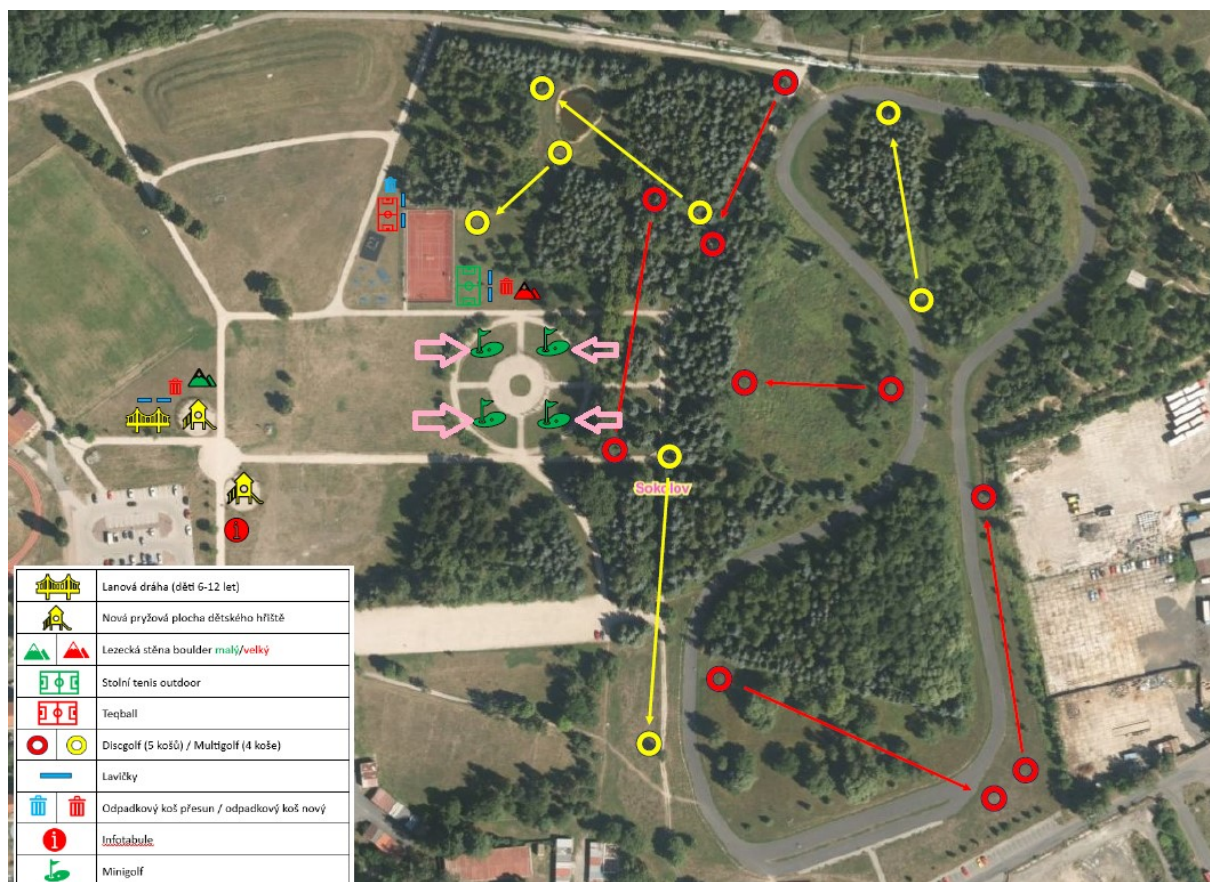 Sokolov
Lanová dráha (děti 6-12 let)
Nová pryžová plocha dětského hřiště
Lezecká stěna boulder malý/velký
Stolní tenis outdoor
Teqball
Discgolf (5 košů) / Multigolf (4 koše)
Lavičky
Odpadkový koš přesun / odpadkový koš nový
Infotabule
Minigolf